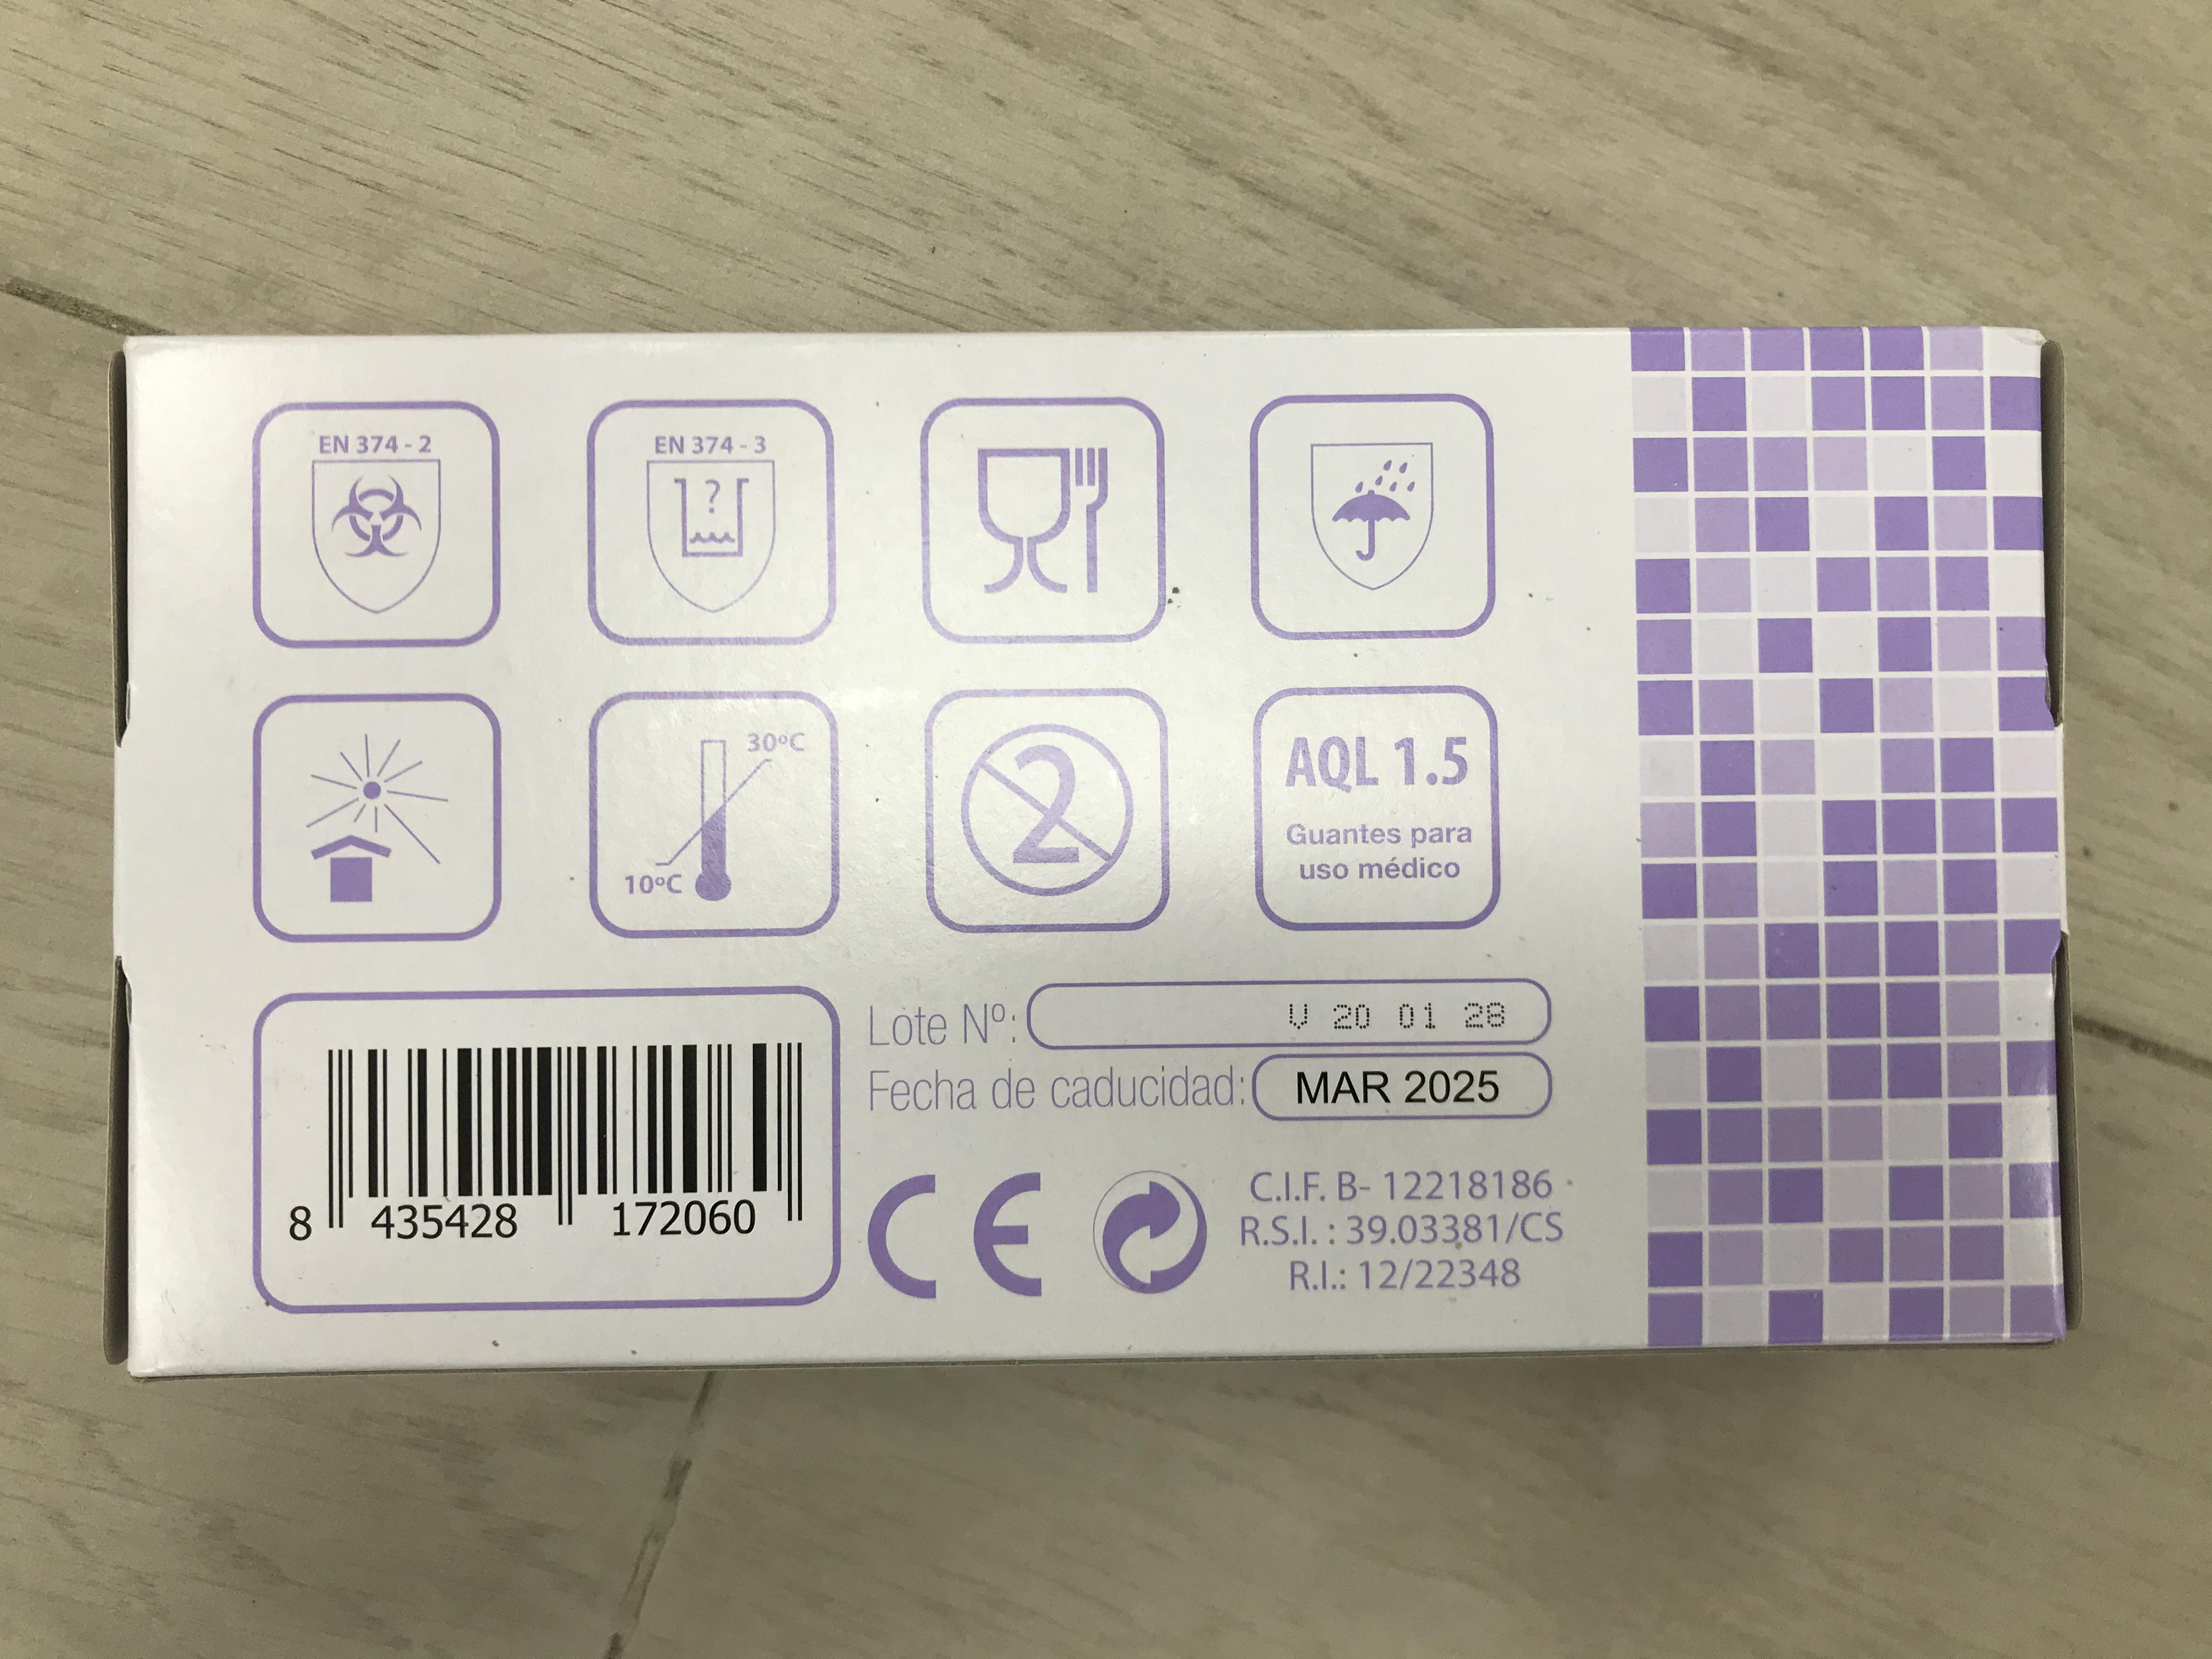 EN 374 - 2
EN 374 - 3
?
30ºC
10ºC
2
AQL 1.5
Guantes para
uso médico
Lote Nº: V 20 01 28
Fecha de caducidad: MAR 2025
8 435428 172060
CE
C.I.F. B- 12218186
R.S.I. : 39.03381/CS
R.I.: 12/22348